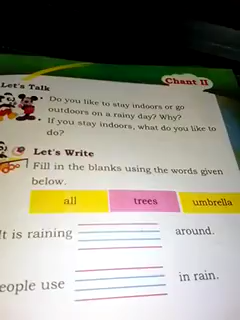 Chant II
Let's Talk
Do you like to stay indoors or go
outdoors on a rainy day? Why?
If you stay indoors, what do you like to
do?
Let's Write
Fill in the blanks using the words given
below.
all trees umbrella
It is raining around.
eople use in rain.